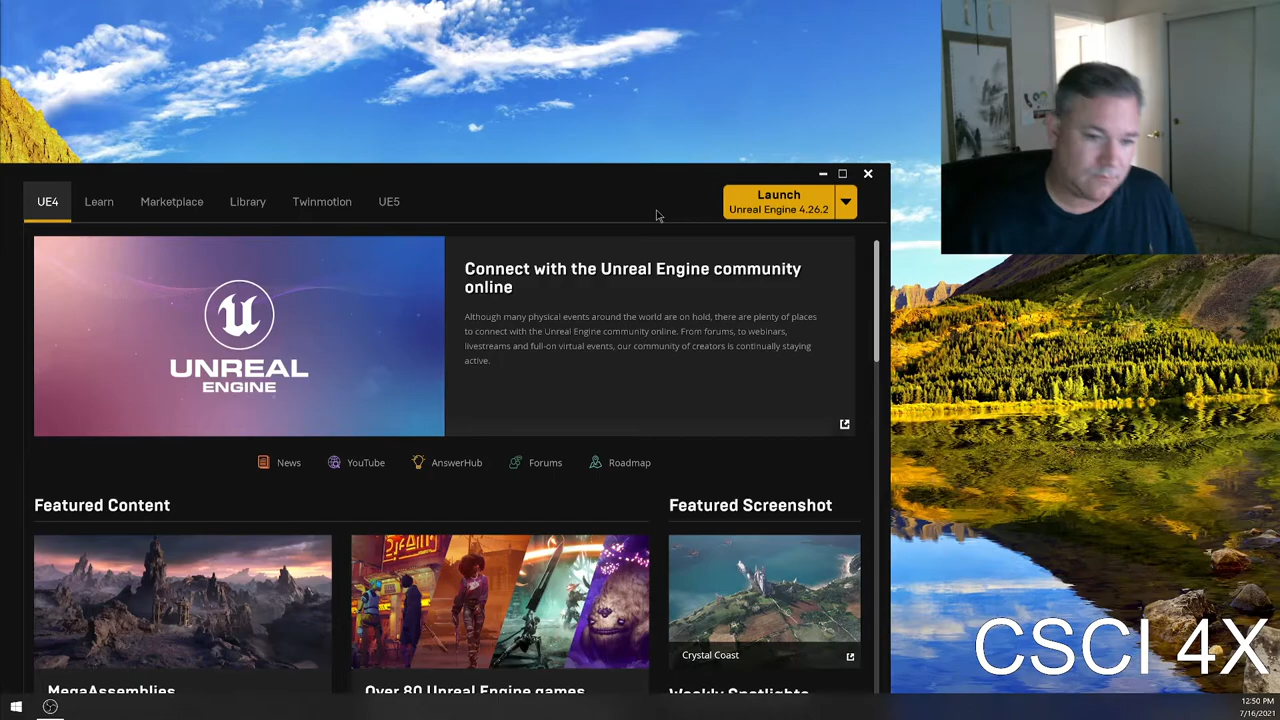 UE4 Learn Marketplace Library Twinmotion UE5
Launch
Unreal Engine 4.26.2
Connect with the Unreal Engine community
online
Although many physical events around the world are on hold, there are plenty of places
to connect with the Unreal Engine community online. From forums, to webinars,
livestreams and full-on virtual events, our community of creators is continually staying
active.
UNREAL
ENGINE
News YouTube AnswerHub Forums Roadmap
Featured Content
Featured Screenshot
Crystal Coast
MegaAssemblies
Over 80 Unreal Engine games
Weekly Spotlights
CSCI 4X
12:50 PM
7/16/2021